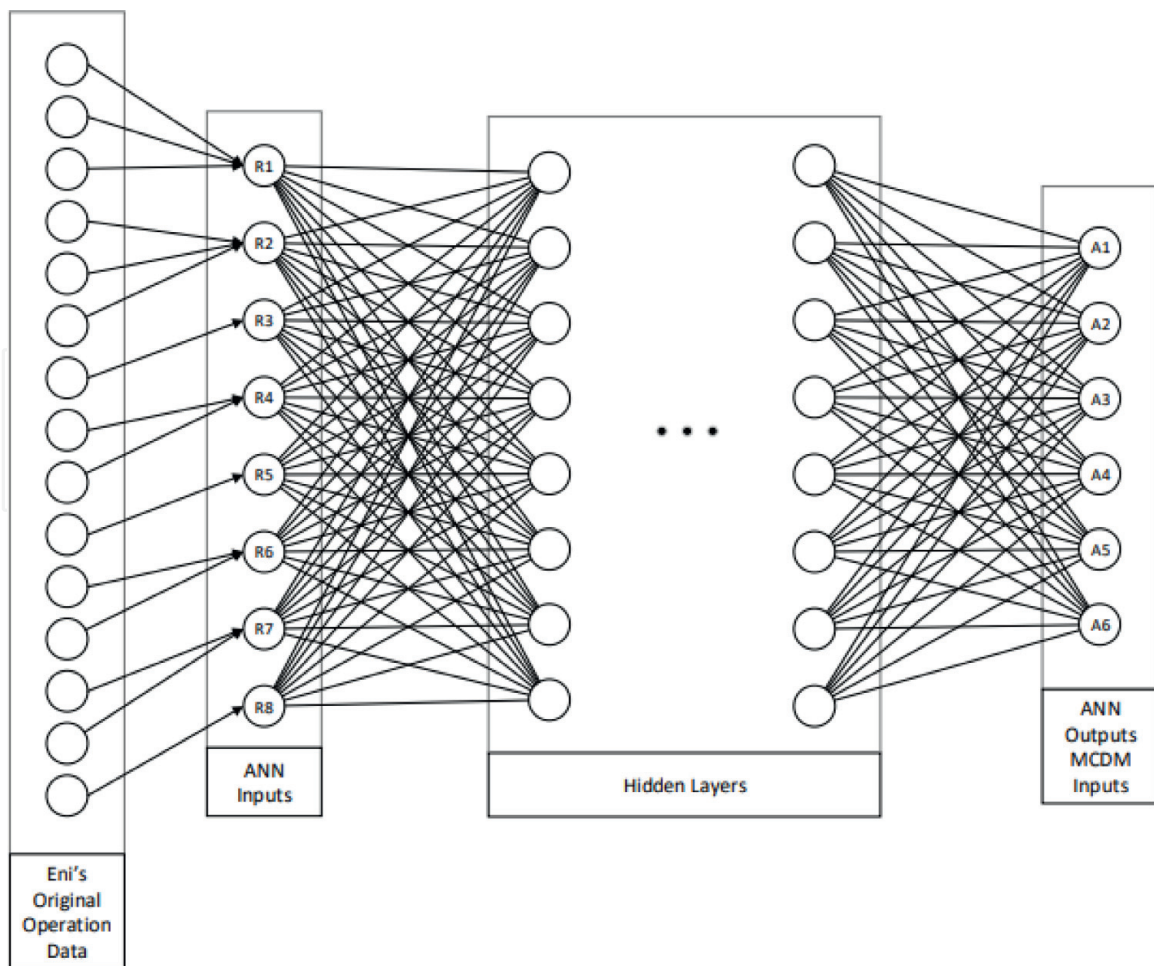 R1
R2
R3
R4
R5
R6
R7
R8
A1
A2
A3
A4
A5
A6
Eni's
Original
Operation
Data
ANN
Inputs
Hidden Layers
ANN
Outputs
MCDM
Inputs